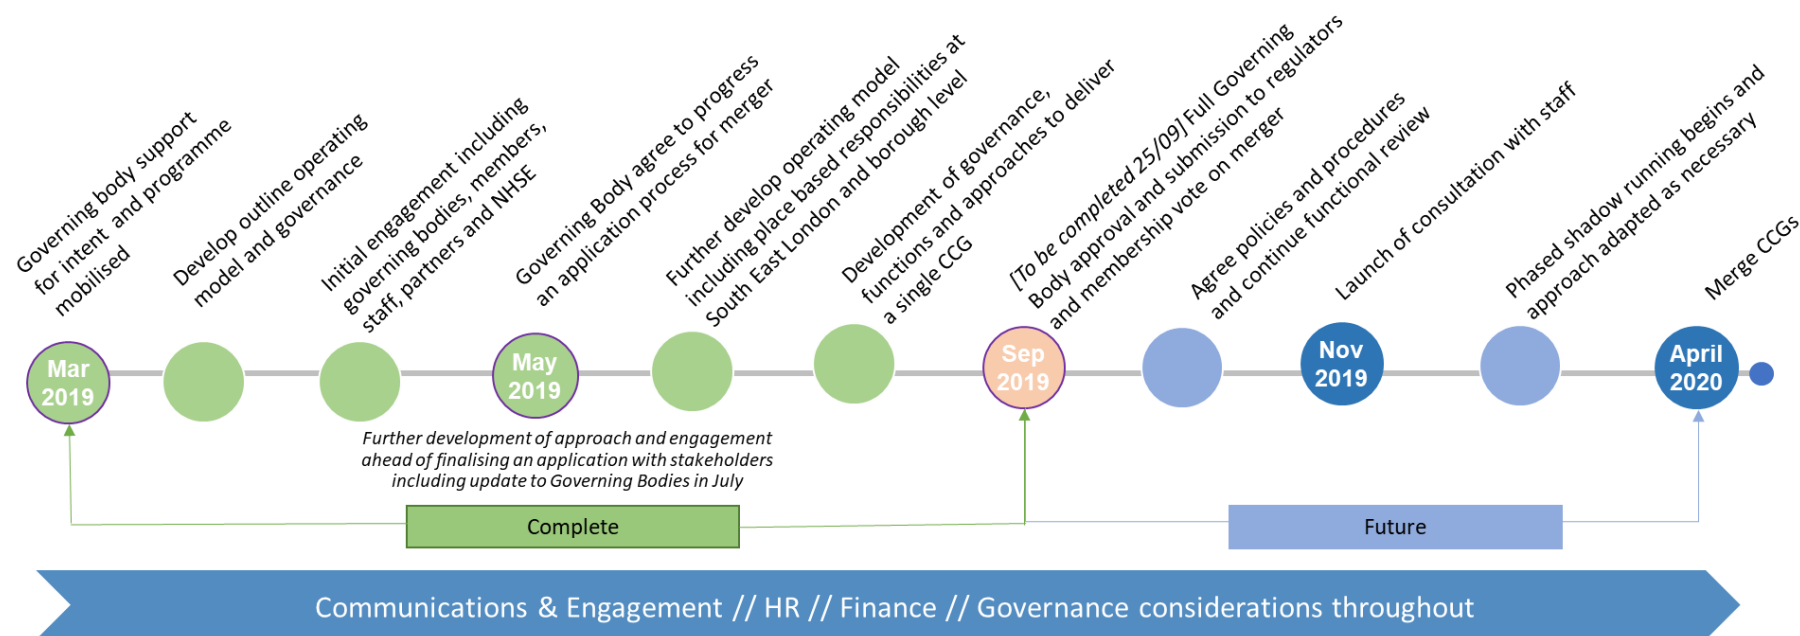 Governing body support
for intent and programme
mobilised
Develop outline operating
model and governance
Initial engagement including
governing bodies, members,
staff, partners and NHSE
Governing Body agree to progress
an application process for merger
Further develop operating model
including place based responsibilities at
South East London and borough level
Development of governance,
functions and approaches to deliver
a single CCG
[To be completed 25/09] Full Governing
Body approval and submission to regulators
and membership vote on merger
Agree policies and procedures
and continue functional review
Launch of consultation with staff
Phased shadow running begins and
approach adapted as necessary
Merge CCGs
Mar
2019
May
2019
Sep
2019
Nov
2019
April
2020
Further development of approach and engagement
ahead of finalising an application with stakeholders
including update to Governing Bodies in July
Complete
Future
Communications & Engagement // HR // Finance // Governance considerations throughout